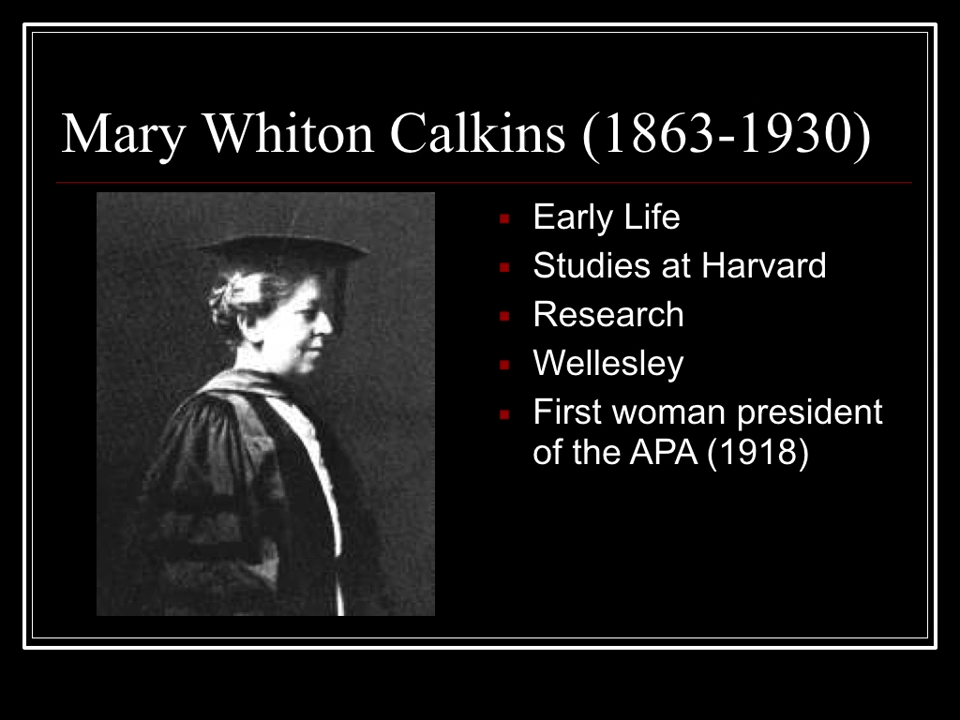 Mary Whiton Calkins (1863-1930)
Early Life
Studies at Harvard
Research
Wellesley
First woman president
of the APA (1918)